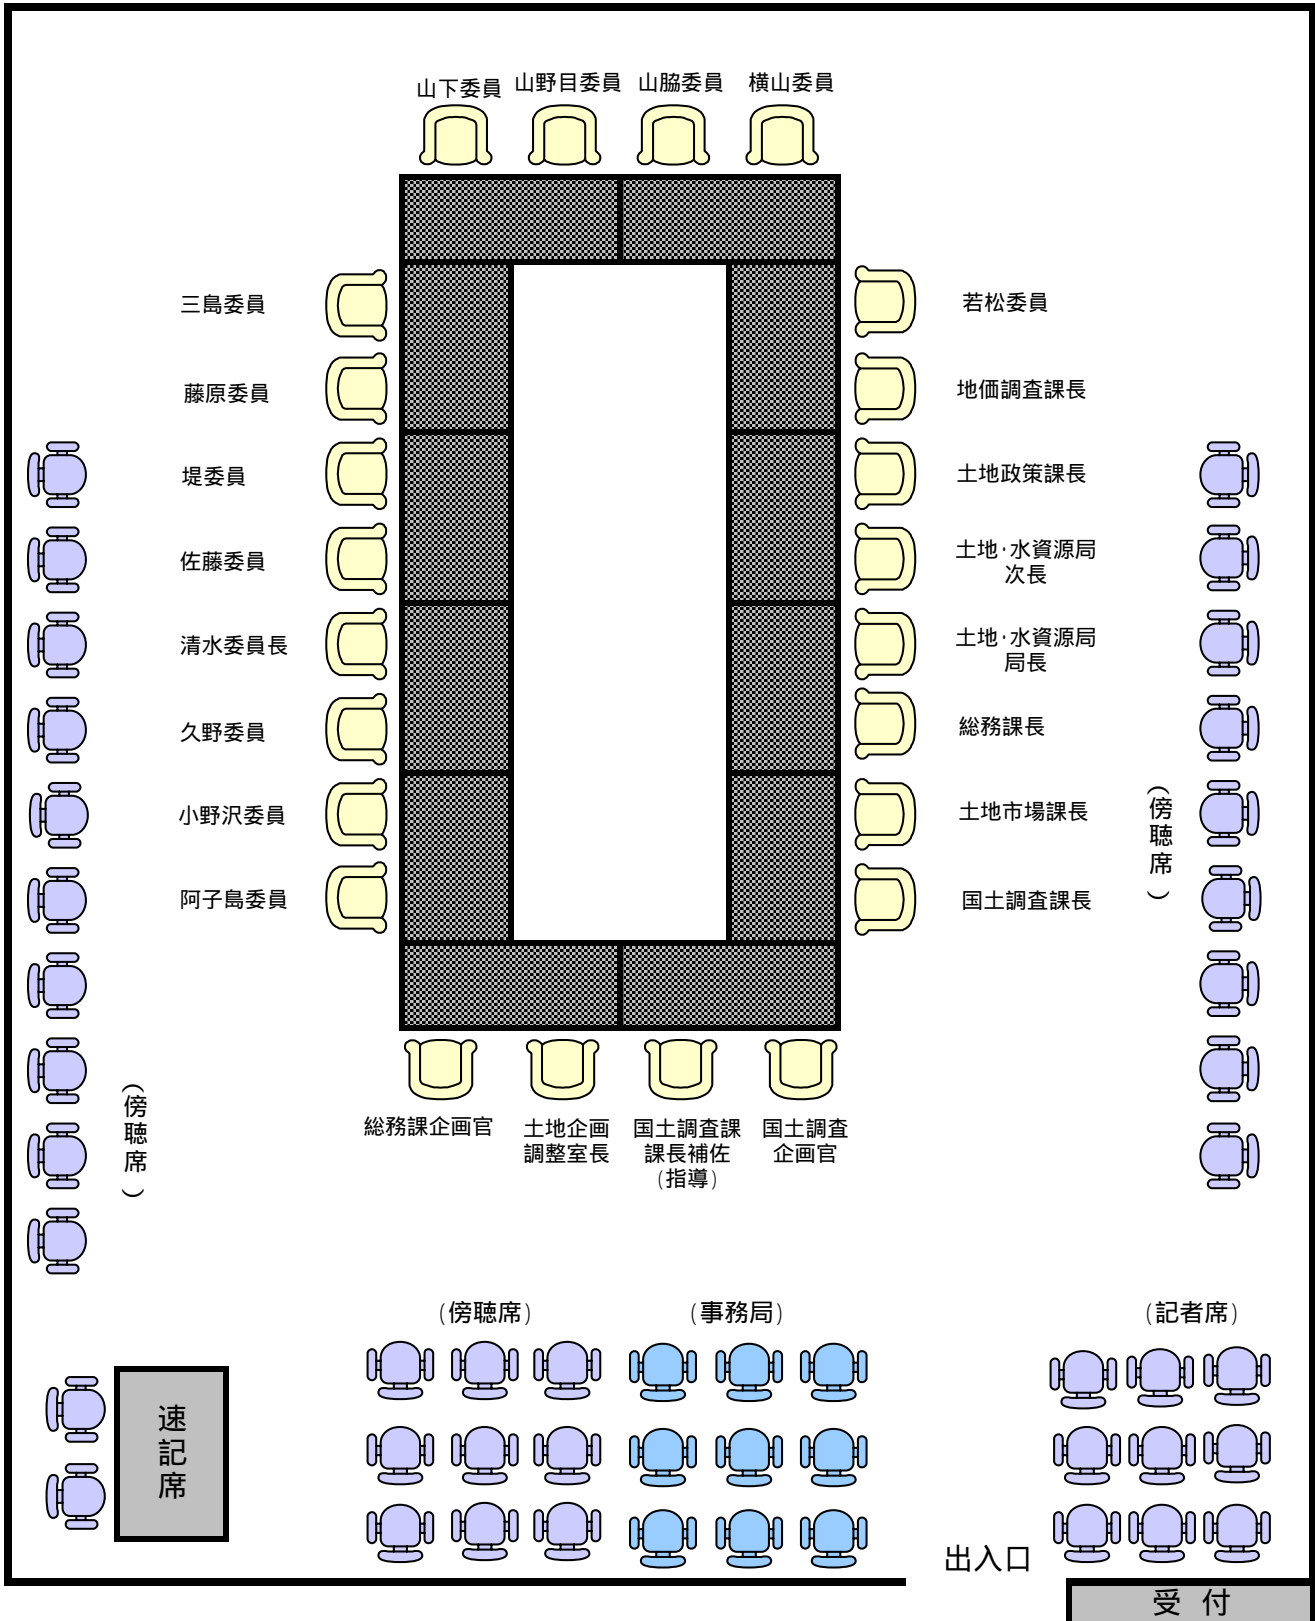 山下委員
山野目委員
山脇委員
横山委員
三島委員
藤原委員
堤委員
佐藤委員
清水委員長
久野委員
小野沢委員
阿子島委員
若松委員
地価調査課長
土地政策課長
土地･水資源局
次長
土地･水資源局
局長
総務課長
土地市場課長
国土調査課長
(傍聴席)
(傍聴席)
総務課企画官
土地企画
調整室長
国土調査課
課長補佐
(指導)
国土調査
企画官
(傍聴席)
(事務局)
(記者席)
速記席
出入口
受 付